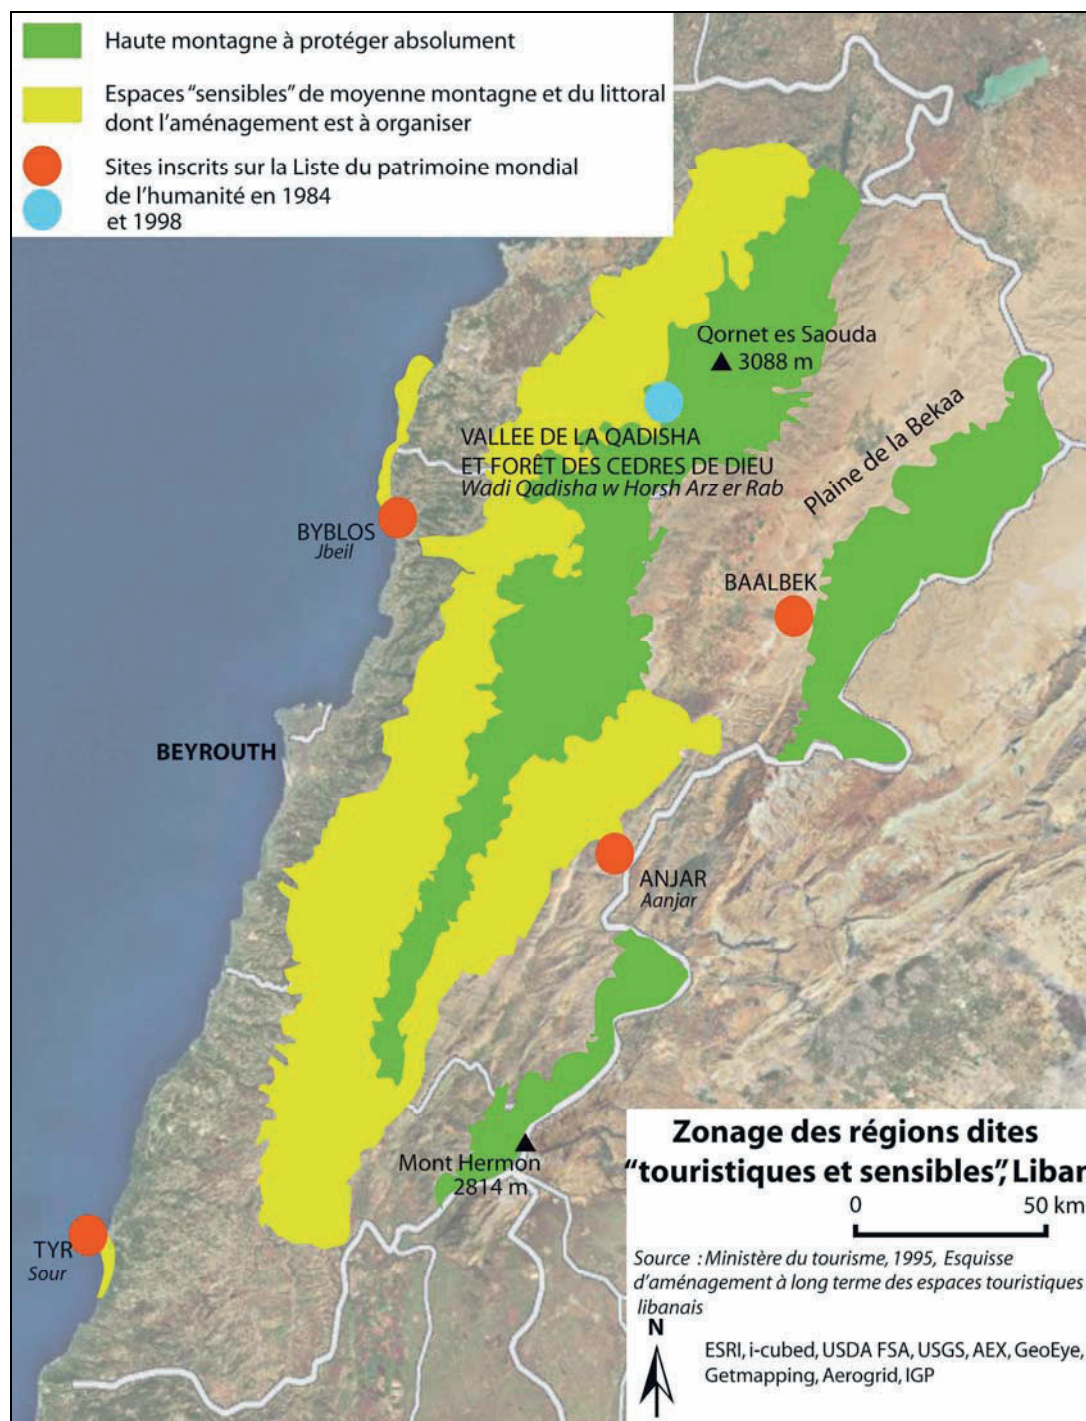 Haute montagne à protéger absolument
Espaces “sensibles” de moyenne montagne et du littoral
dont l’aménagement est à organiser
Sites inscrits sur la Liste du patrimoine mondial
de l’humanité en 1984
et 1998
Qornet es Saouda
3088 m
Plaine de la Bekaa
VALLEE DE LA QADISHA
ET FORÊT DES CEDRES DE DIEU
Wadi Qadisha w Horsh Arz er Rab
BYBLOS
Jbeil
BAALBEK
BEYROUTH
ANJAR
Aanjar
Mont Hermon
2814 m
TYR
Sour
Zonage des régions dites
“touristiques et sensibles”, Liban
0 50 km
Source : Ministère du tourisme, 1995, Esquisse
d’aménagement à long terme des espaces touristiques
libanais
N
ESRI, i-cubed, USDA FSA, USGS, AEX, GeoEye,
Getmapping, Aerogrid, IGP